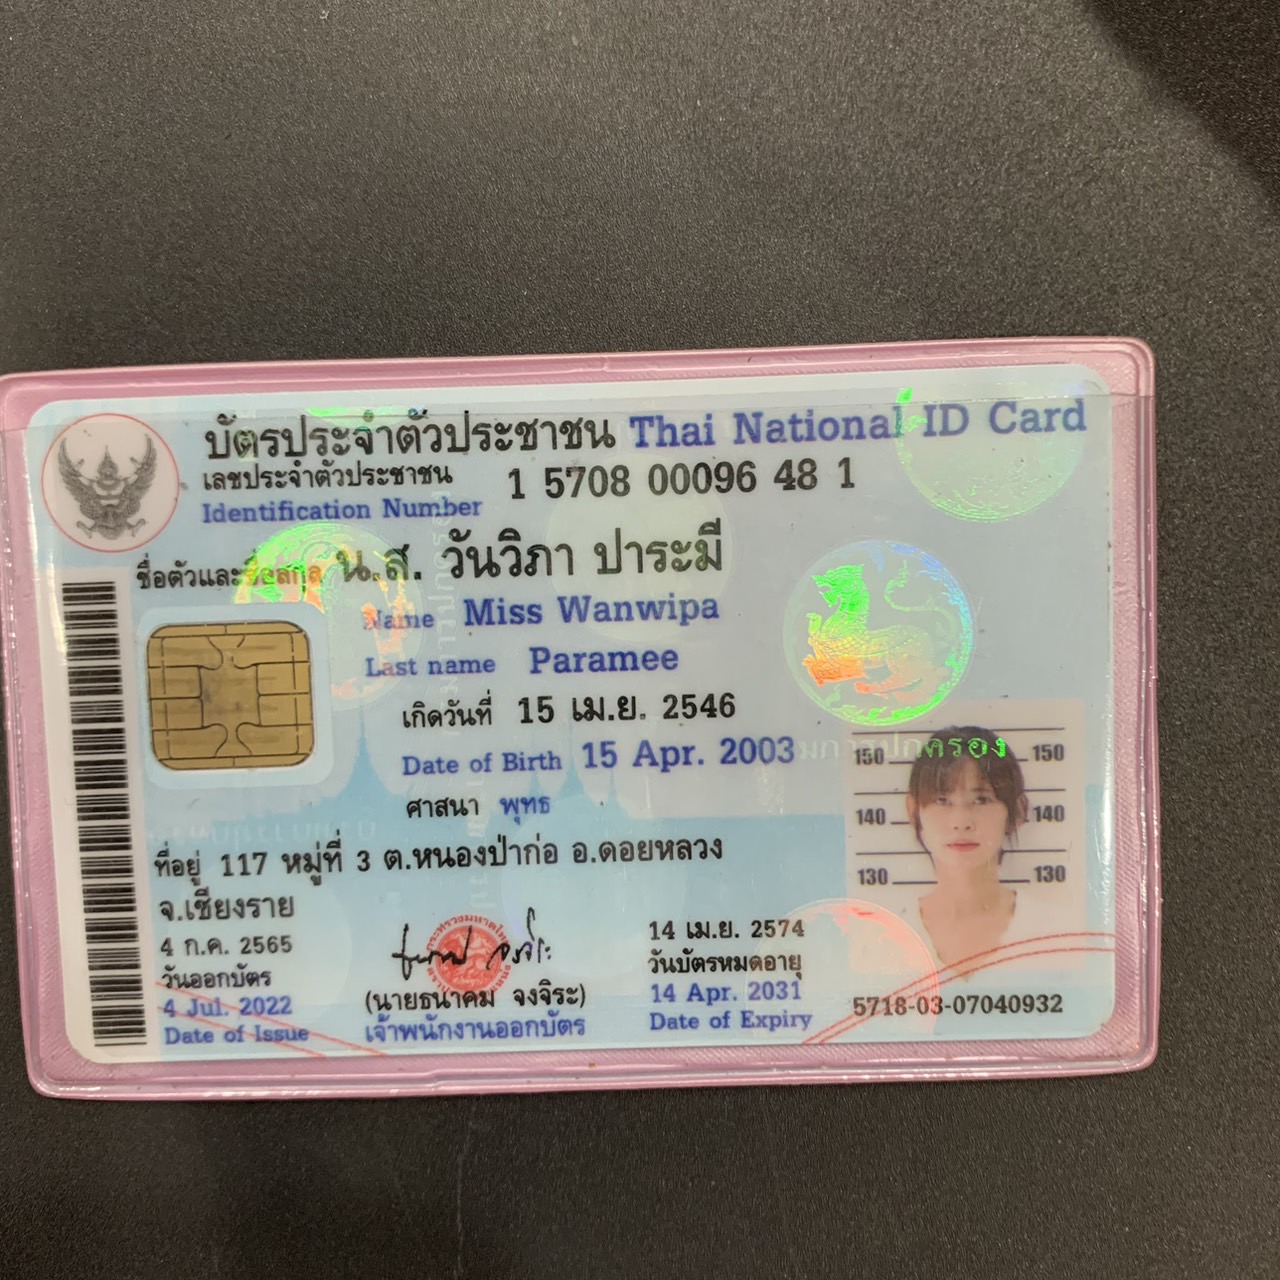 บัตรประจำตัวประชาชน Thai National ID Card
เลขประจำตัวประชาชน 1 5708 00096 48 1
Identification Number
ชื่อตัวและชื่อสกุล น.ส. วันวิภา ปาระมี
Name Miss Wanwipa
Last name Paramee
เกิดวันที่ 15 เม.ย. 2546
Date of Birth 15 Apr. 2003
ศาสนา พุทธ
ที่อยู่ 117 หมู่ที่ 3 ต.หนองป่าก่อ อ.ดอยหลวง
จ.เชียงราย
4 ก.ค. 2565
วันออกบัตร
4 Jul. 2022
Date of Issue
(นายธนาคม จงจิระ)
เจ้าพนักงานออกบัตร
14 เม.ย. 2574
วันบัตรหมดอายุ
14 Apr. 2031
Date of Expiry
150 150
140 140
130 130
5718-03-07040932